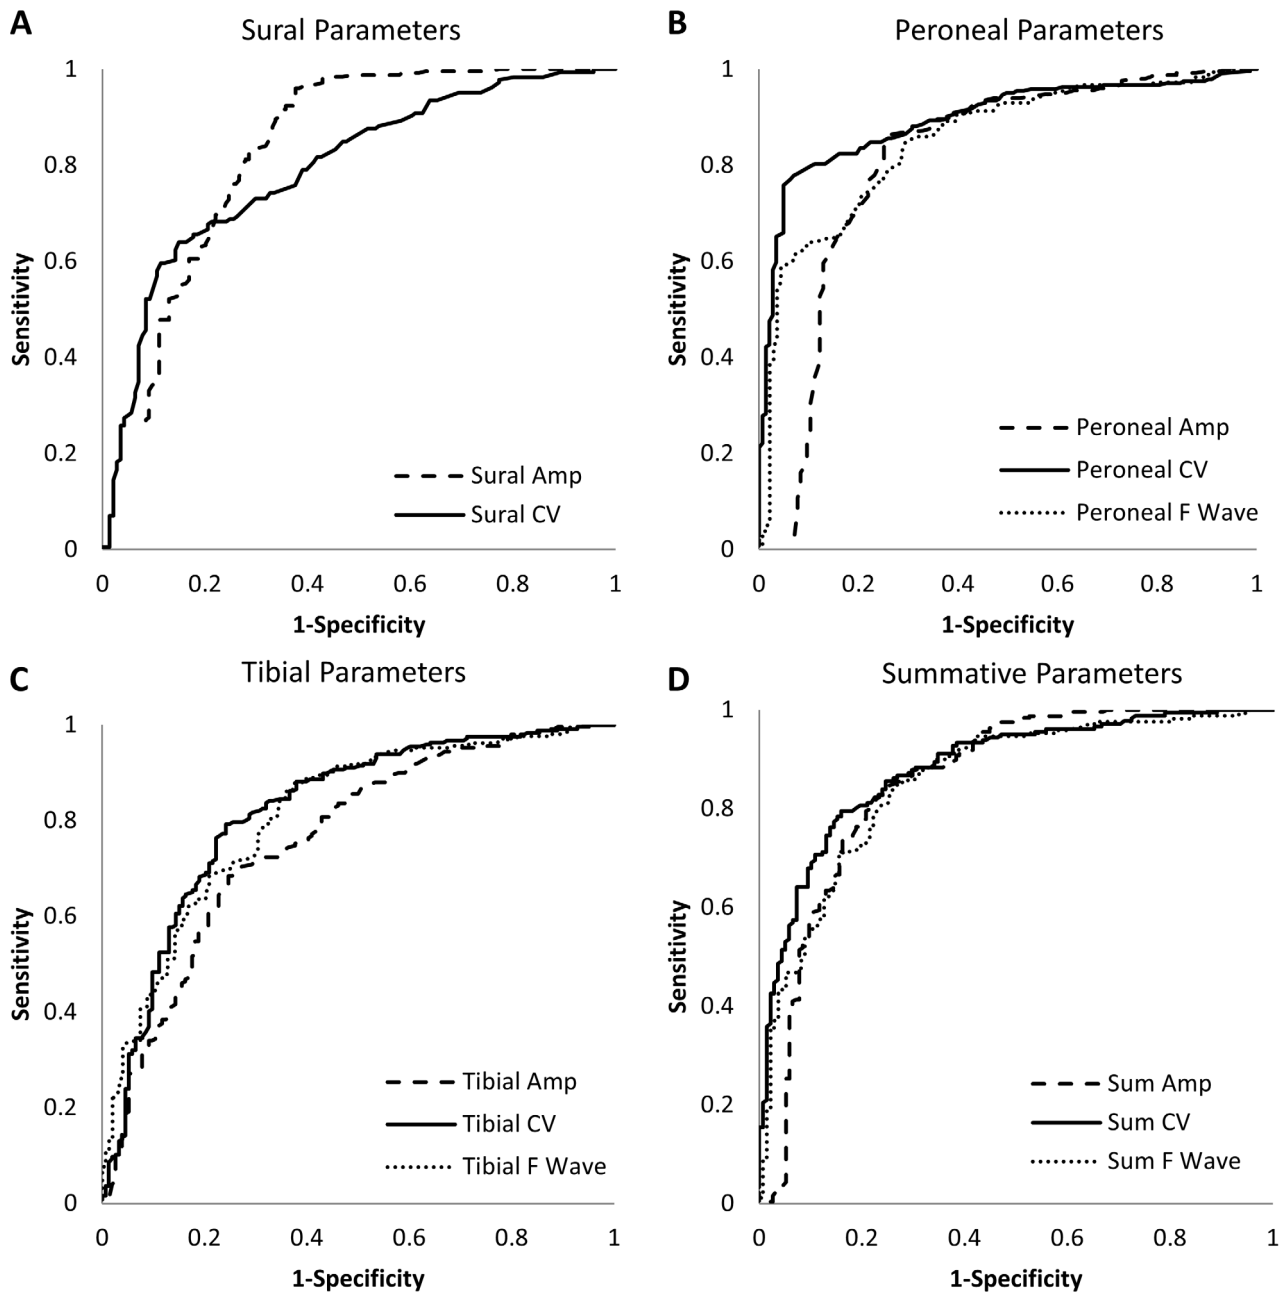 A
Sural Parameters
1
0.8
0.6
0.4
0.2
0
Sensitivity
Sural Amp
Sural CV
0 0.2 0.4 0.6 0.8 1
1-Specificity
B
Peroneal Parameters
1
0.8
0.6
0.4
0.2
0
Sensitivity
Peroneal Amp
Peroneal CV
Peroneal F Wave
0 0.2 0.4 0.6 0.8 1
1-Specificity
C
Tibial Parameters
1
0.8
0.6
0.4
0.2
0
Sensitivity
Tibial Amp
Tibial CV
Tibial F Wave
0 0.2 0.4 0.6 0.8 1
1-Specificity
D
Summative Parameters
1
0.8
0.6
0.4
0.2
0
Sensitivity
Sum Amp
Sum CV
Sum F Wave
0 0.2 0.4 0.6 0.8 1
1-Specificity